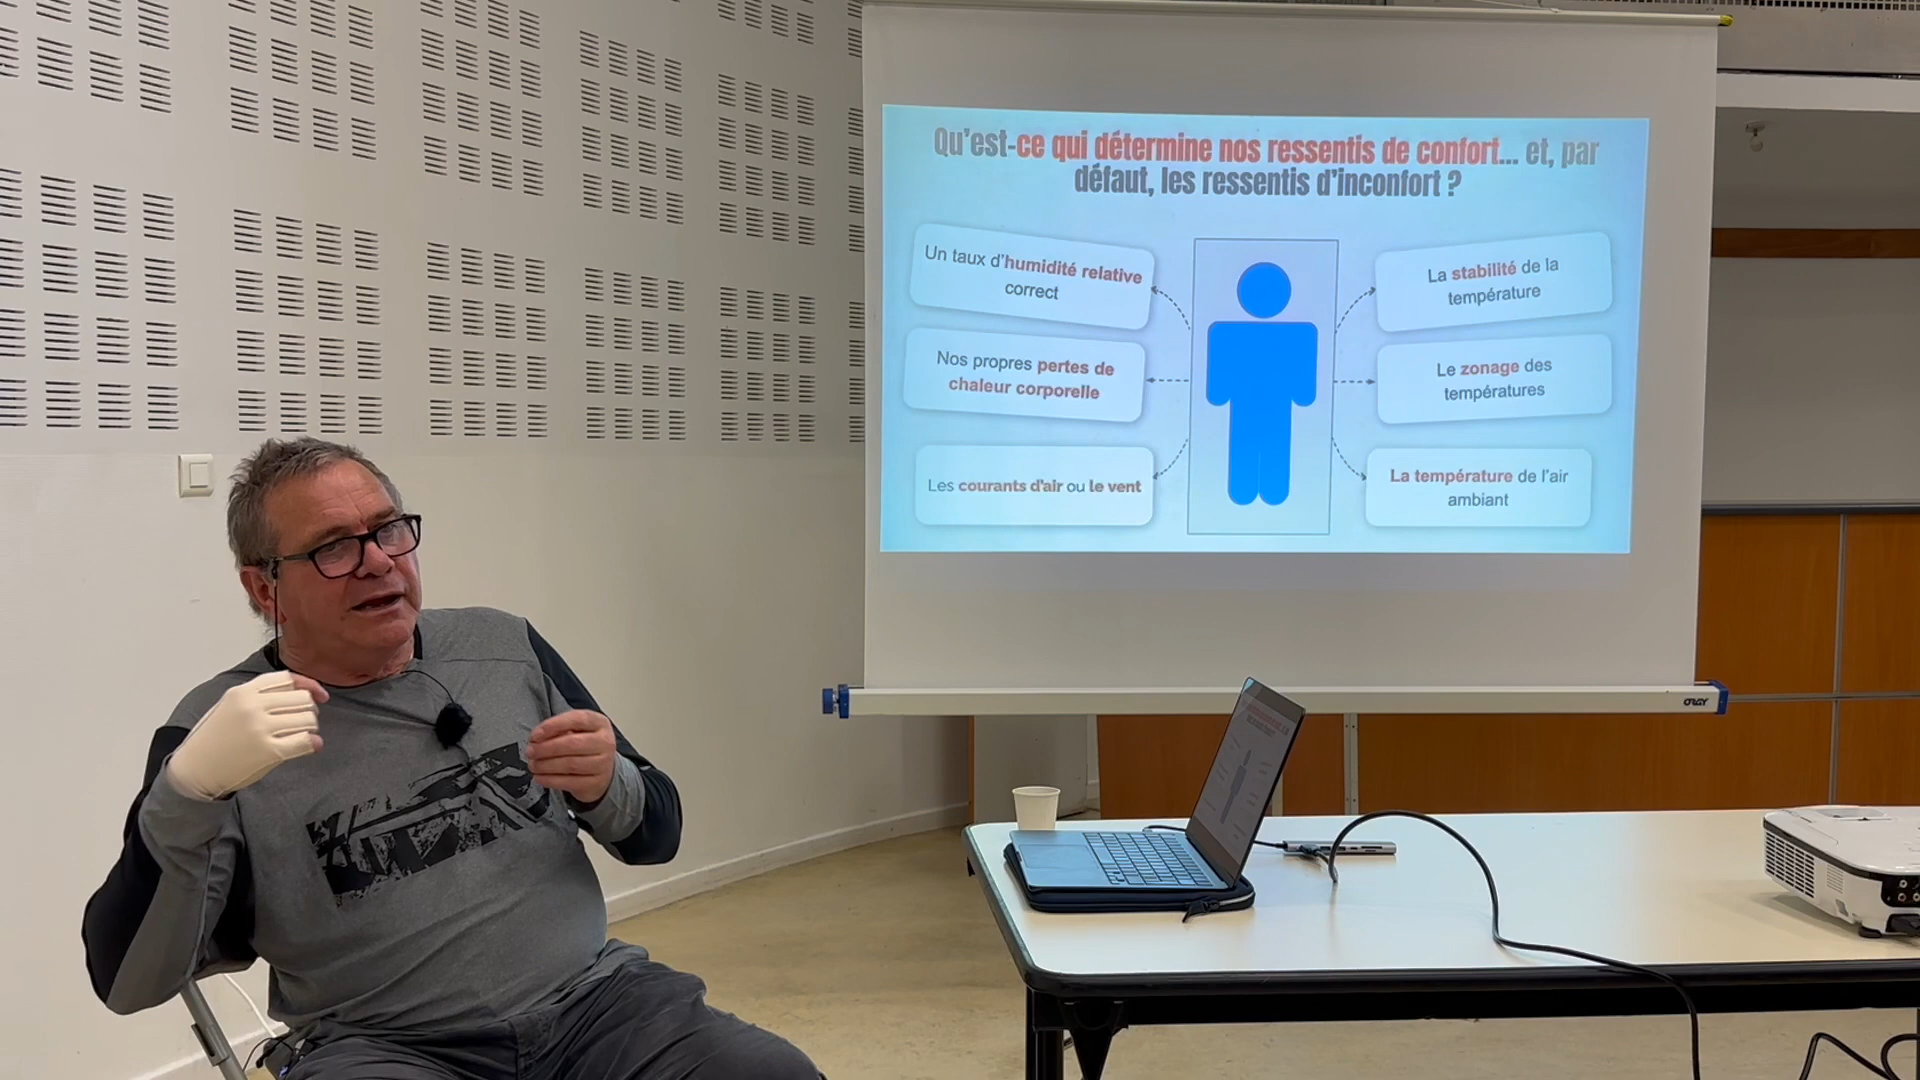 Qu'est-ce qui détermine nos ressentis de confort... et, par
défaut, les ressentis d'inconfort ?
Un taux d'humidité relative
correct
Nos propres pertes de
chaleur corporelle
Les courants d'air ou le vent
La stabilité de la
température
Le zonage des
températures
La température de l'air
ambiant
ORAY